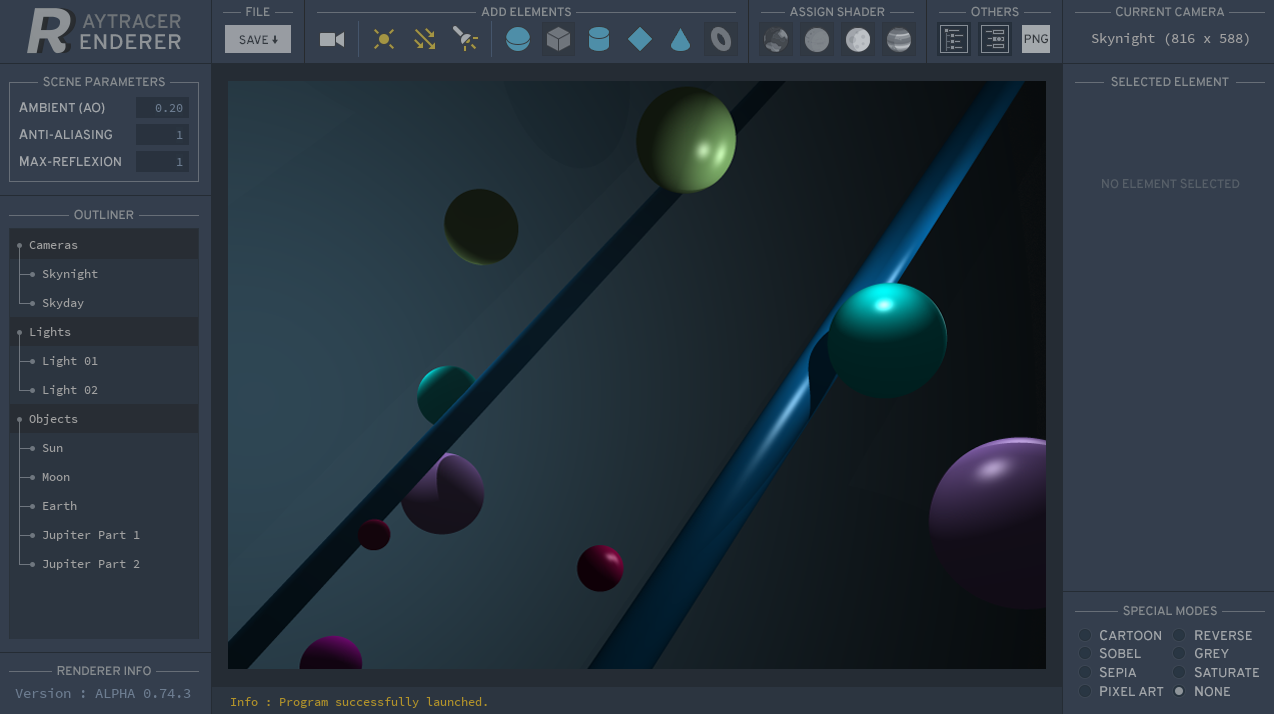 RAYTRACER
RENDERER
FILE
SAVE
ADD ELEMENTS
ASSIGN SHADER
OTHERS
PNG
CURRENT CAMERA
Skynight (816 x 588)
SCENE PARAMETERS
AMBIENT (AO) 0.20
ANTI-ALIASING 1
MAX-REFLEXION 1
OUTLINER
Cameras
Skynight
Skyday
Lights
Light 01
Light 02
Objects
Sun
Moon
Earth
Jupiter Part 1
Jupiter Part 2
RENDERER INFO
Version : ALPHA 0.74.3
Info : Program successfully launched.
SELECTED ELEMENT
NO ELEMENT SELECTED
SPECIAL MODES
CARTOON REVERSE
SOBEL GREY
SEPIA SATURATE
PIXEL ART NONE